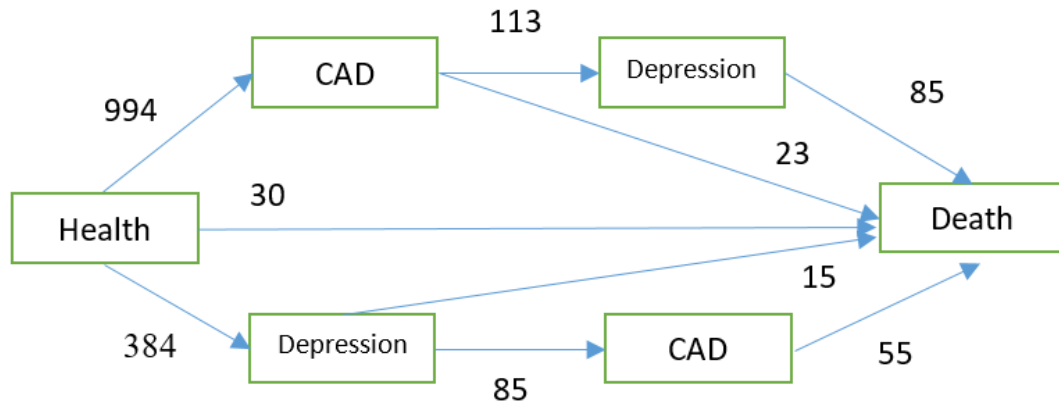 113
CAD
Depression
994
85
23
30
Health
Death
15
384
Depression
CAD
55
85